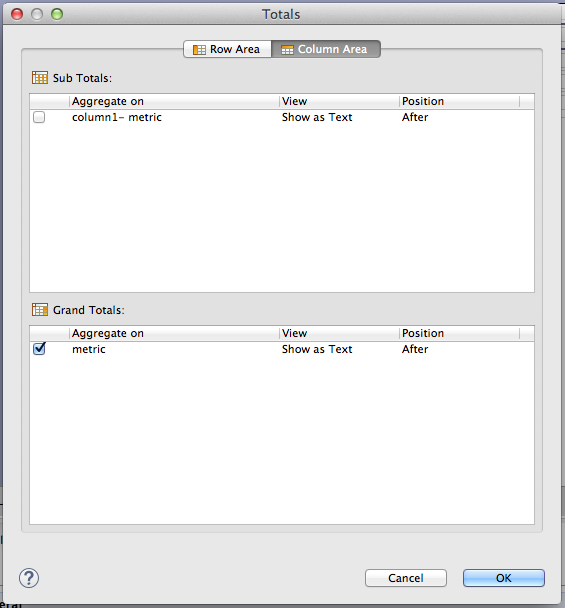 Totals
Row Area Column Area
Sub Totals:
Aggregate on View Position
column1- metric Show as Text After
Grand Totals:
Aggregate on View Position
metric Show as Text After
? Cancel OK